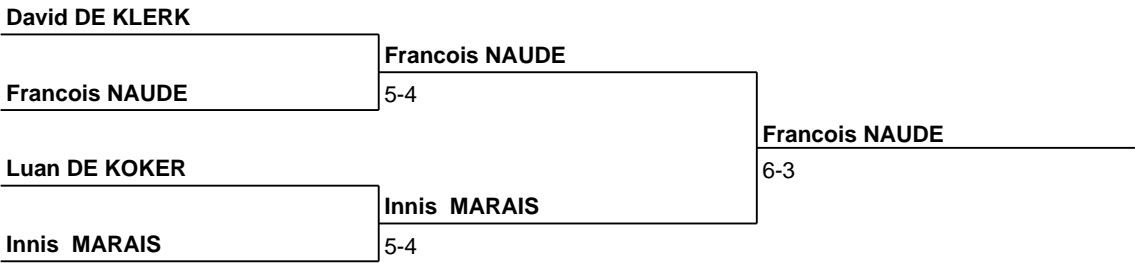 David DE KLERK
Francois NAUDE
Francois NAUDE
5-4
Francois NAUDE
Luan DE KOKER
6-3
Innis  MARAIS
Innis  MARAIS
5-4